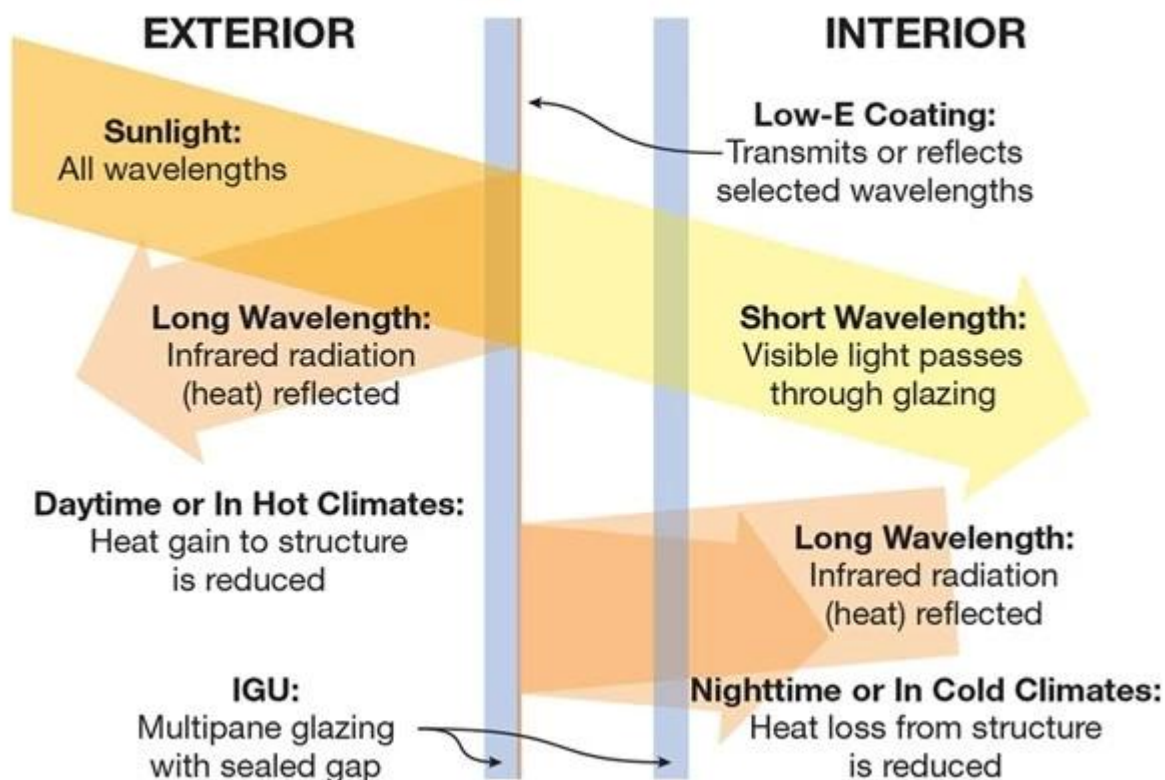 EXTERIOR
INTERIOR
Sunlight:
All wavelengths
Low-E Coating:
Transmits or reflects
selected wavelengths
Long Wavelength:
Infrared radiation
(heat) reflected
Short Wavelength:
Visible light passes
through glazing
Daytime or In Hot Climates:
Heat gain to structure
is reduced
Long Wavelength:
Infrared radiation
(heat) reflected
IGU:
Multipane glazing
with sealed gap
Nighttime or In Cold Climates:
Heat loss from structure
is reduced